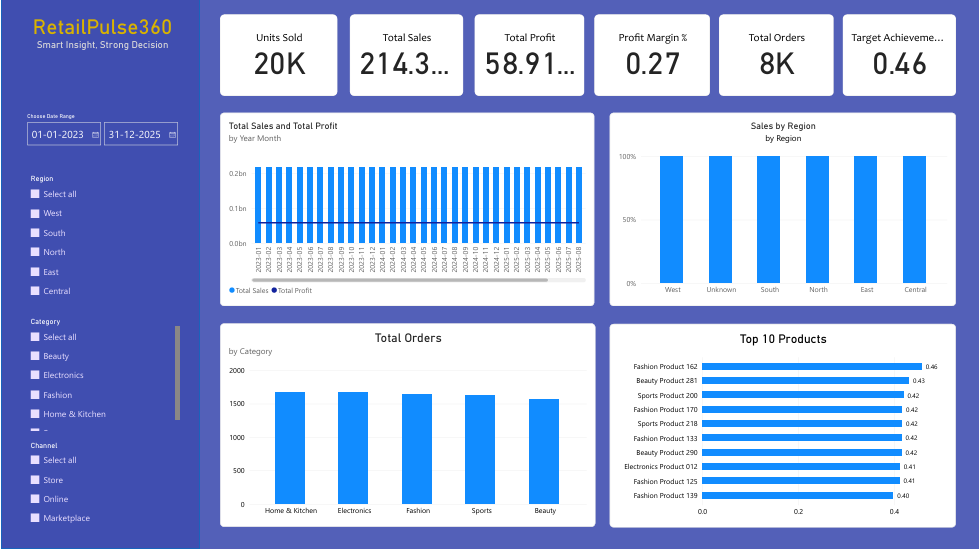 RetailPulse360
Smart Insight, Strong Decision
Choose Date Range
01-01-2023
31-12-2025
Region
Select all
West
South
North
East
Central
Category
Select all
Beauty
Electronics
Fashion
Home & Kitchen
Channel
Select all
Store
Online
Marketplace
Units Sold
20K
Total Sales
214.3...
Total Profit
58.91...
Profit Margin %
0.27
Total Orders
8K
Target Achieveme...
0.46
Total Sales and Total Profit
by Year Month
0.2bn
0.1bn
0.0bn
2023-01 2023-02 2023-03 2023-04 2023-05 2023-06 2023-07 2023-08 2023-09 2023-10 2023-11 2023-12 2024-01 2024-02 2024-03 2024-04 2024-05 2024-06 2024-07 2024-08 2024-09 2024-10 2024-11 2024-12 2025-01 2025-02 2025-03 2025-04 2025-05 2025-06 2025-07 2025-08
Total Sales Total Profit
Sales by Region
by Region
100%
50%
0%
West Unknown South North East Central
Total Orders
by Category
2000
1500
1000
500
0
Home & Kitchen Electronics Fashion Sports Beauty
Top 10 Products
Fashion Product 162 0.46
Beauty Product 281 0.43
Sports Product 200 0.42
Fashion Product 170 0.42
Sports Product 218 0.42
Fashion Product 133 0.42
Beauty Product 290 0.42
Electronics Product 012 0.41
Fashion Product 125 0.41
Fashion Product 139 0.40
0.0 0.2 0.4